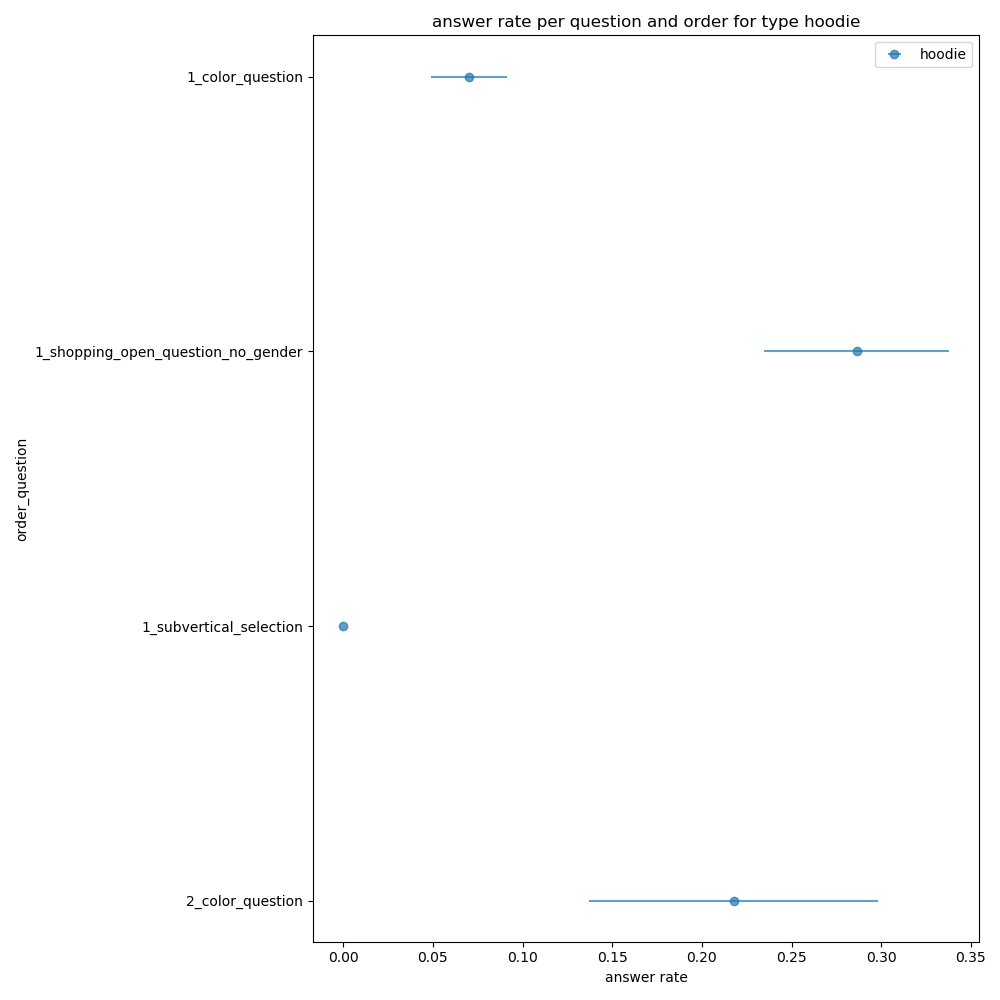 answer rate per question and order for type hoodie
hoodie
1_color_question
1_shopping_open_question_no_gender
order_question
1_subvertical_selection
2_color_question
0.00 0.05 0.10 0.15 0.20 0.25 0.30 0.35
answer rate